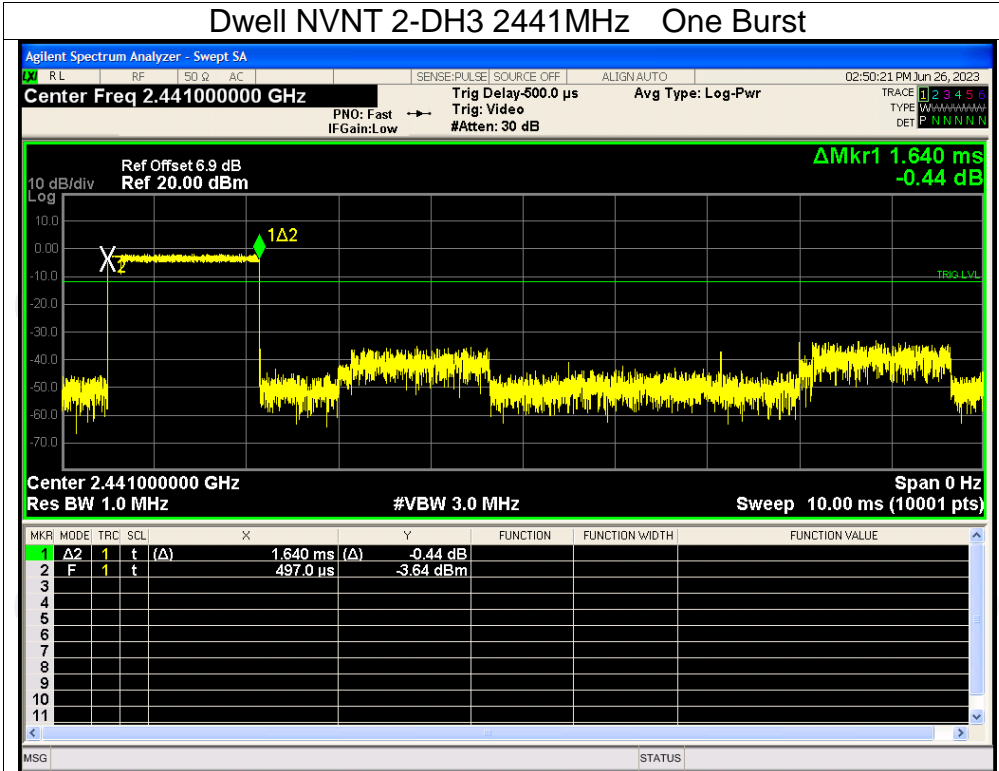 Dwell NVNT 2-DH3 2441MHz One Burst
Agilent Spectrum Analyzer - Swept SA
LXI RL RF 50 Ω AC SENSE:PULSE SOURCE OFF ALIGN AUTO 02:50:21 PM Jun 26, 2023
Center Freq 2.441000000 GHz Trig Delay-500.0 µs Avg Type: Log-Pwr TRACE 1 2 3 4 5 6
PNO: Fast Trig: Video TYPE WWWWWW
IFGain:Low #Atten: 30 dB DET P N N N N N
ΔMkr1 1.640 ms
-0.44 dB
Ref Offset 6.9 dB
10 dB/div Ref 20.00 dBm
Log
10.0
1Δ2
0.00
X2
-10.0
TRIG LVL
-20.0
-30.0
-40.0
-50.0
-60.0
-70.0
Center 2.441000000 GHz Span 0 Hz
Res BW 1.0 MHz #VBW 3.0 MHz Sweep 10.00 ms (10001 pts)
MKR MODE TRC SCL X Y FUNCTION FUNCTION WIDTH FUNCTION VALUE
1 Δ2 1 t (Δ) 1.640 ms (Δ) -0.44 dB
2 F 1 t 497.0 µs -3.64 dBm
3
4
5
6
7
8
9
10
11
MSG STATUS